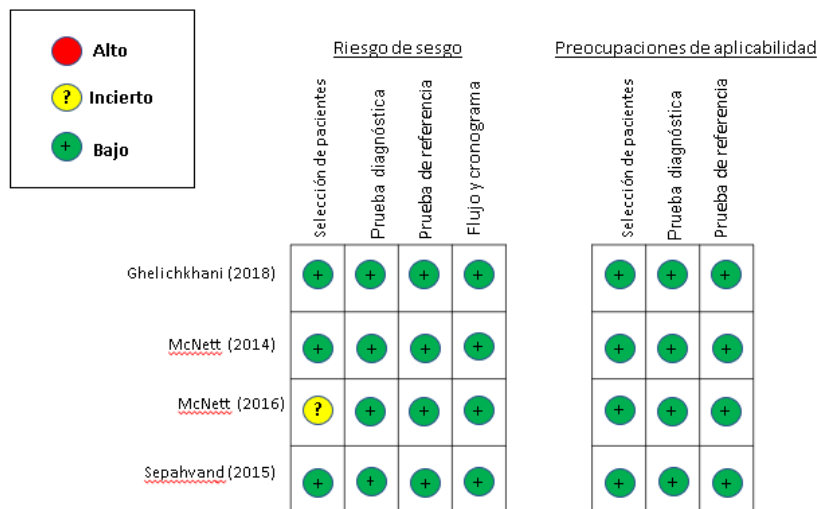 Alto
? Incierto
+ Bajo
Riesgo de sesgo
Preocupaciones de aplicabilidad
Selección de pacientes
Prueba diagnóstica
Prueba de referencia
Flujo y cronograma
Selección de pacientes
Prueba diagnóstica
Prueba de referencia
Ghelichkhani (2018) + + + + + + +
McNett (2014) + + + + + + +
McNett (2016) ? + + + + + +
Sepahvand (2015) + + + + + + +